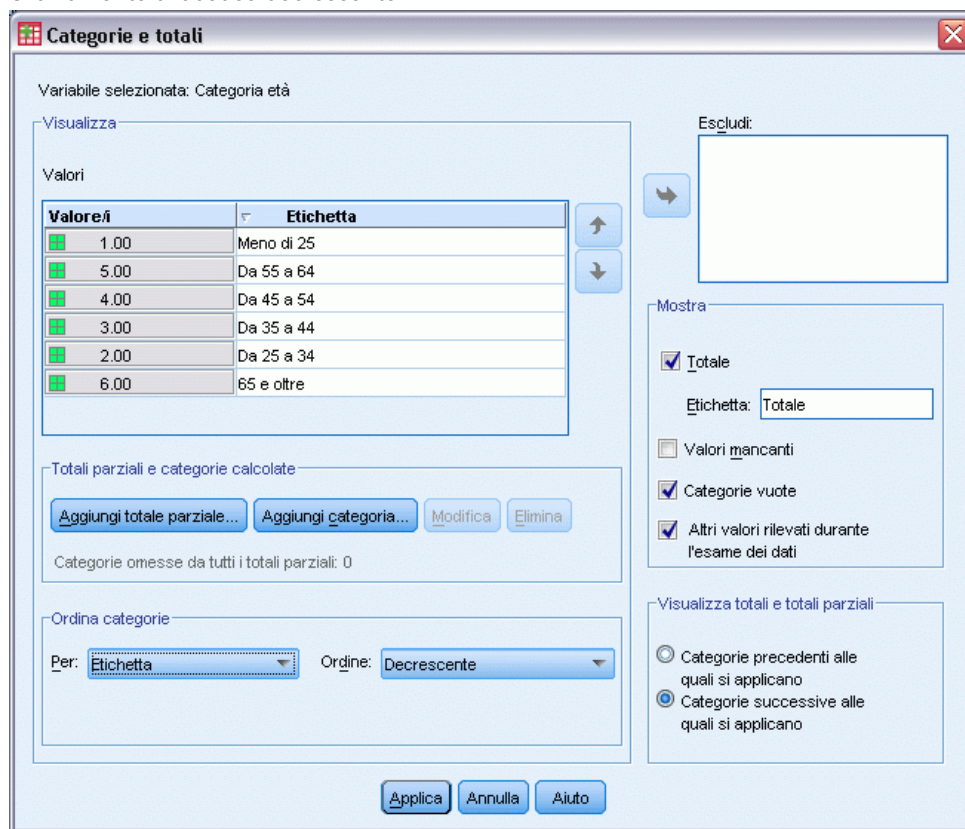 Categorie e totali
Variabile selezionata: Categoria età
Visualizza
Valori
Valore/i Etichetta
1.00 Meno di 25
5.00 Da 55 a 64
4.00 Da 45 a 54
3.00 Da 35 a 44
2.00 Da 25 a 34
6.00 65 e oltre
Totali parziali e categorie calcolate
Aggiungi totale parziale... Aggiungi categoria... Modifica Elimina
Categorie omesse da tutti i totali parziali: 0
Ordina categorie
Per: Etichetta Ordine: Decrescente
Escludi:
Mostra
Totale
Etichetta: Totale
Valori mancanti
Categorie vuote
Altri valori rilevati durante
l'esame dei dati
Visualizza totali e totali parziali
Categorie precedenti alle
quali si applicano
Categorie successive alle
quali si applicano
Applica Annulla Aiuto